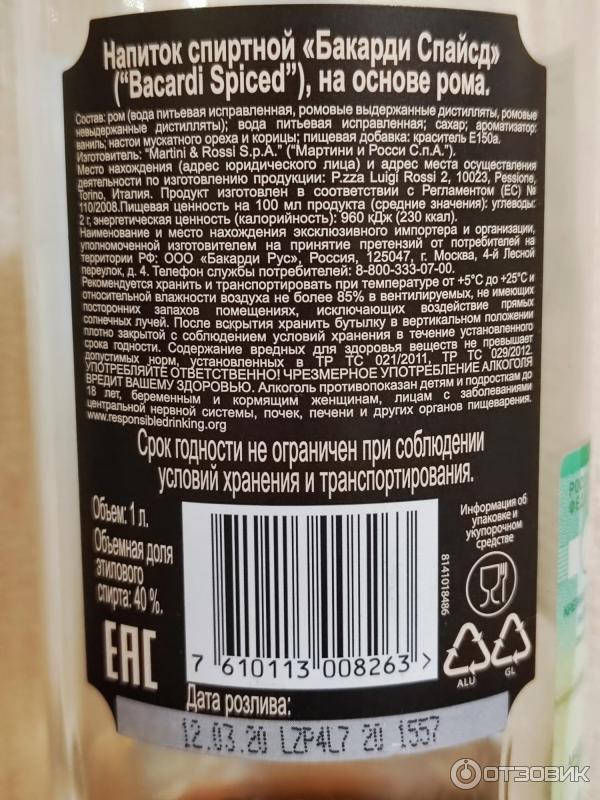 Напиток спиртной «Бакарди Спайсд»
("Bacardi Spiced"), на основе рома.
Состав: ром (вода питьевая исправленная, ромовые выдержанные дистилляты, ромовые
невыдержанные дистилляты); вода питьевая исправленная; сахар; ароматизатор:
ваниль; настои мускатного ореха и корицы; пищевая добавка: краситель Е150а.
Изготовитель: "Martini & Rossi S.p.A." ("Мартини и Росси С.п.А.").
Место нахождения (адрес юридического лица) и адрес места осуществления
деятельности по изготовлению продукции: P.zza Luigi Rossi 2, 10023, Pessione,
Torino, Италия. Продукт изготовлен в соответствии с Регламентом (ЕС) №
110/2008.Пищевая ценность на 100 мл продукта (средние значения): углеводы:
2 г, энергетическая ценность (калорийность): 960 кДж (230 ккал).
Наименование и место нахождения эксклюзивного импортера и организации,
уполномоченной изготовителем на принятие претензий от потребителей на
территории РФ: ООО «Бакарди Рус», Россия, 125047, г. Москва, 4-й Лесной
переулок, д. 4. Телефон службы потребителей: 8-800-333-07-00.
Рекомендуется хранить и транспортировать при температуре от +5°С до +25°С и
относительной влажности воздуха не более 85% в вентилируемых, не имеющих
посторонних запахов помещениях, исключающих воздействие прямых
солнечных лучей. После вскрытия хранить бутылку в вертикальном положении
плотно закрытой с соблюдением условий хранения в течение установленного
срока годности. Содержание вредных для здоровья веществ не превышает
допустимых норм, установленных в ТР ТС 021/2011, ТР ТС 029/2012.
УПОТРЕБЛЯЙТЕ ОТВЕТСТВЕННО! ЧРЕЗМЕРНОЕ УПОТРЕБЛЕНИЕ АЛКОГОЛЯ
ВРЕДИТ ВАШЕМУ ЗДОРОВЬЮ. Алкоголь противопоказан детям и подросткам до
18 лет, беременным и кормящим женщинам, лицам с заболеваниями
центральной нервной системы, почек, печени и других органов пищеварения.
www.responsibledrinking.org
Срок годности не ограничен при соблюдении
условий хранения и транспортирования.
Объем: 1 л.
Объемная доля
этилового
спирта: 40 %.
EAC
7 610113 008263 >
8141018486
Информация об
упаковке и
укупорочном
средстве
ALU
GL
Дата розлива:
12.03.20 LZP4L7 20 1557
ОТЗОВИК